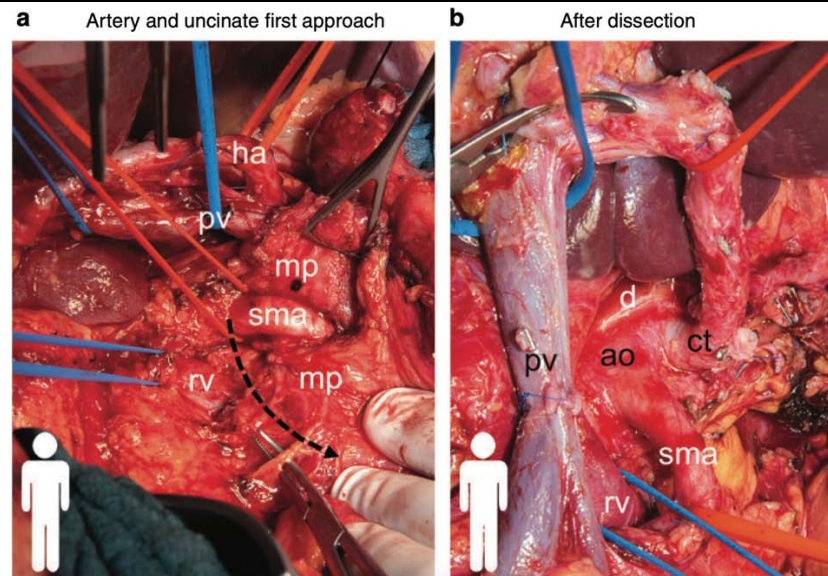 a Artery and uncinate first approach
b After dissection
ha
pv
mp
sma
rv
mp
d
pv
ao
ct
sma
rv